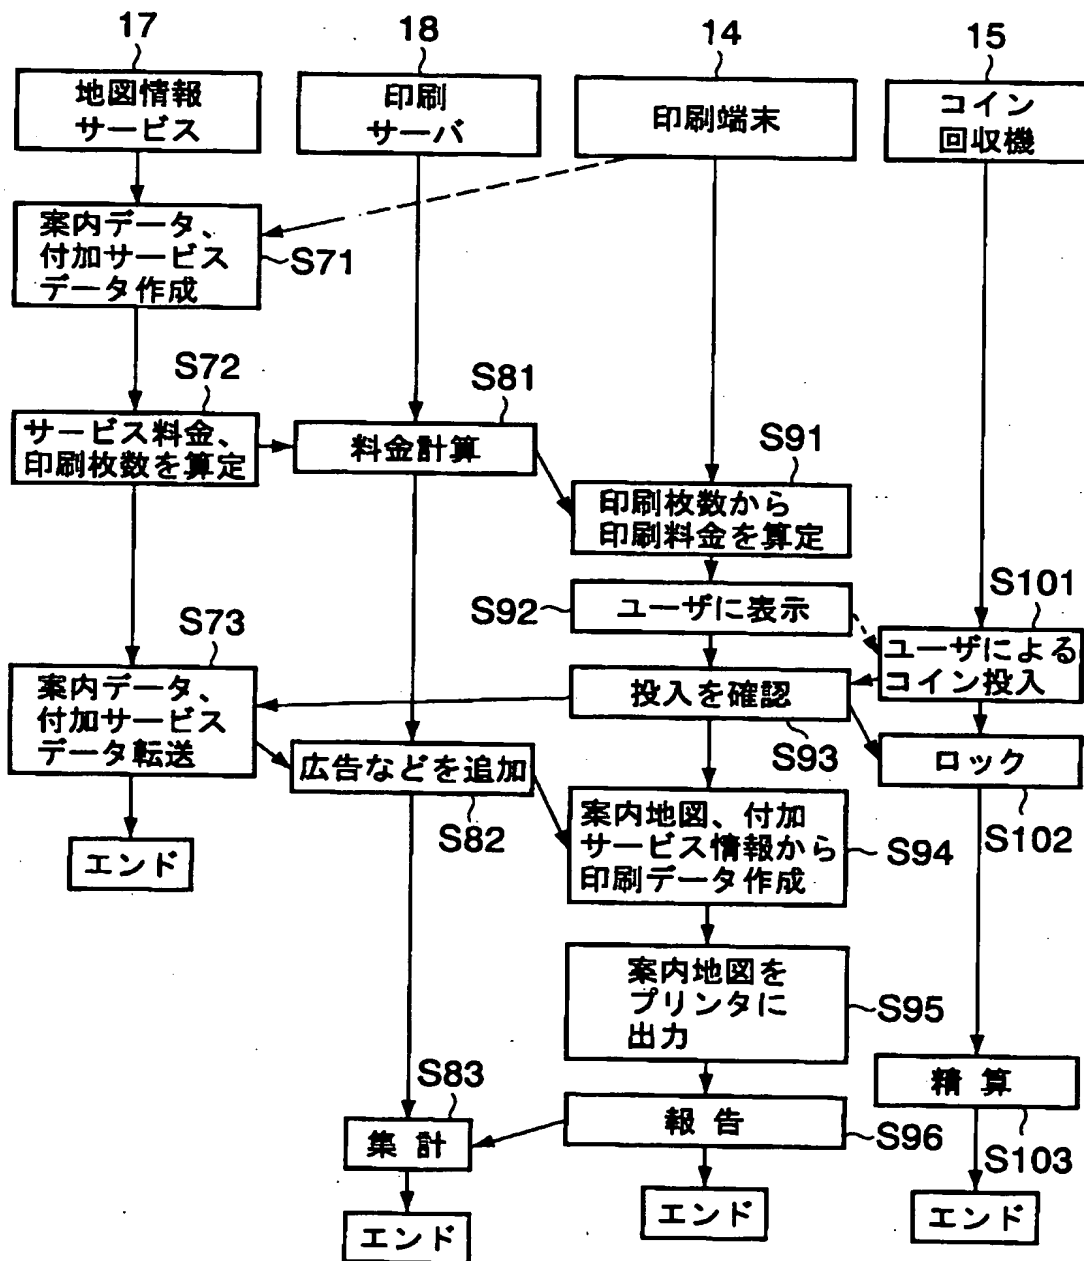 17
18
14
15
地図情報
サービス
印刷
サーバ
印刷端末
コイン
回収機
案内データ、
付加サービス
データ作成
S71
S72
サービス料金、
印刷枚数を算定
S81
料金計算
S91
印刷枚数から
印刷料金を算定
S92
ユーザに表示
S101
ユーザによる
コイン投入
S73
案内データ、
付加サービス
データ転送
投入を確認
S93
ロック
S102
広告などを追加
S82
案内地図、付加
サービス情報から
印刷データ作成
S94
エンド
案内地図を
プリンタに
出力
S95
精算
S103
S83
集計
報告
S96
エンド
エンド
エンド